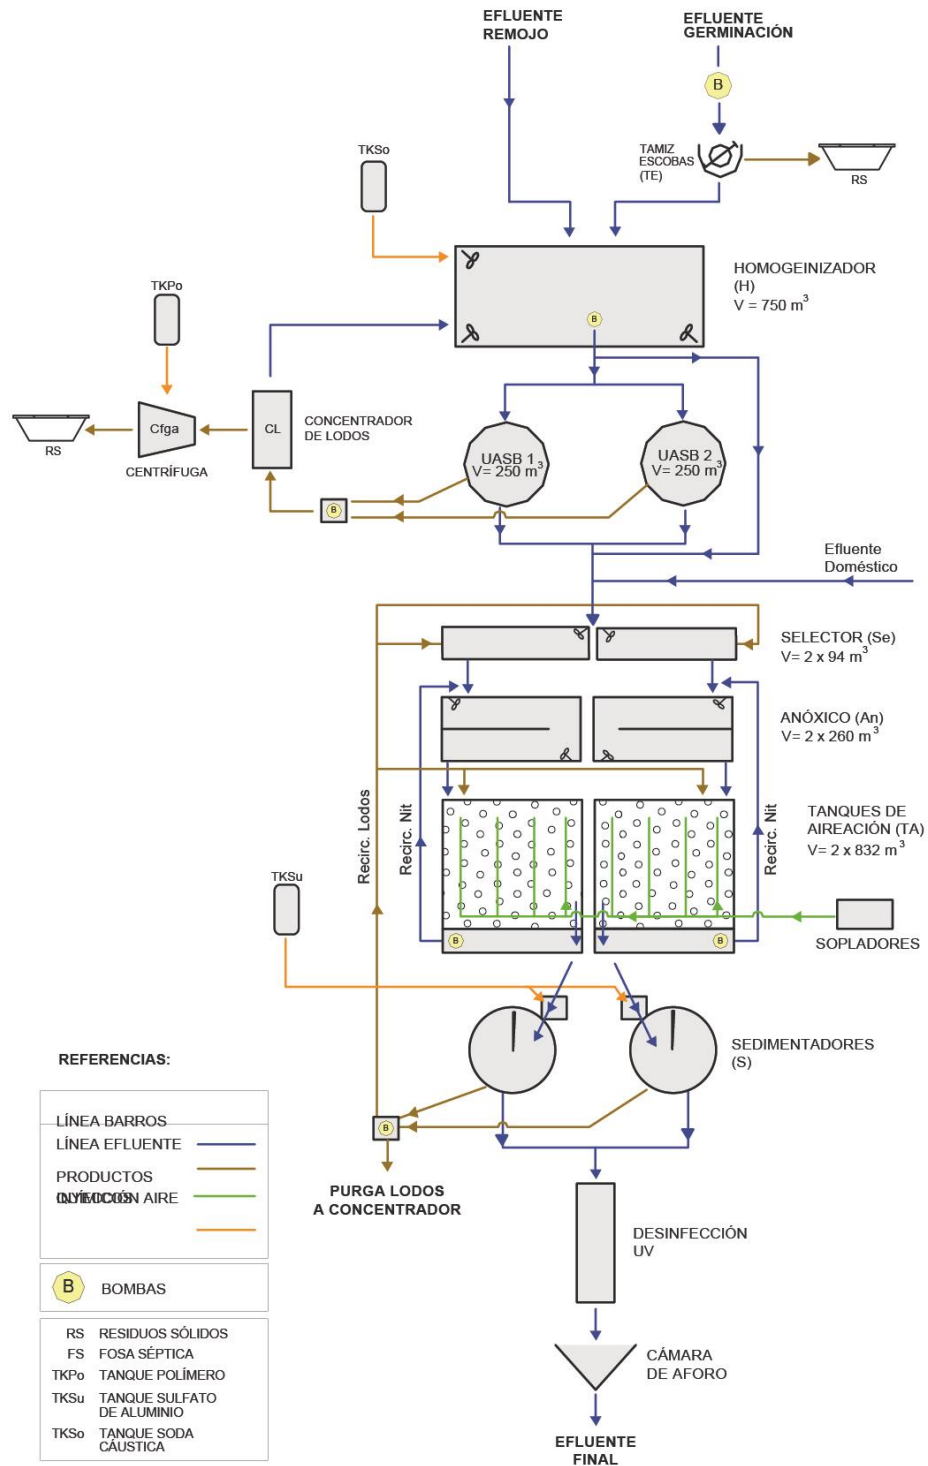 EFLUENTE
REMOJO
EFLUENTE
GERMINACIÓN
B
TKSo
TAMIZ
ESCOBAS
(TE)
RS
HOMOGEINIZADOR
(H)
V = 750 m³
B
TKPo
Cfga
RS
CENTRÍFUGA
CL
CONCENTRADOR
DE LODOS
UASB 1
V= 250 m³
UASB 2
V= 250 m³
B
Efluente
Doméstico
SELECTOR (Se)
V= 2 x 94 m³
ANÓXICO (An)
V= 2 x 260 m³
Recirc. Lodos
Recirc. Nit
Recirc. Nit
TANQUES DE
AIREACIÓN (TA)
V= 2 x 832 m³
TKSu
B
B
SOPLADORES
SEDIMENTADORES
(S)
B
PURGA LODOS
A CONCENTRADOR
DESINFECCIÓN
UV
CÁMARA
DE AFORO
EFLUENTE
FINAL
REFERENCIAS:
LÍNEA BARROS
LÍNEA EFLUENTE
PRODUCTOS
QUÍMICOS
INYECCIÓN AIRE
B BOMBAS
RS RESIDUOS SÓLIDOS
FS FOSA SÉPTICA
TKPo TANQUE POLÍMERO
TKSu TANQUE SULFATO
DE ALUMINIO
TKSo TANQUE SODA
CÁUSTICA